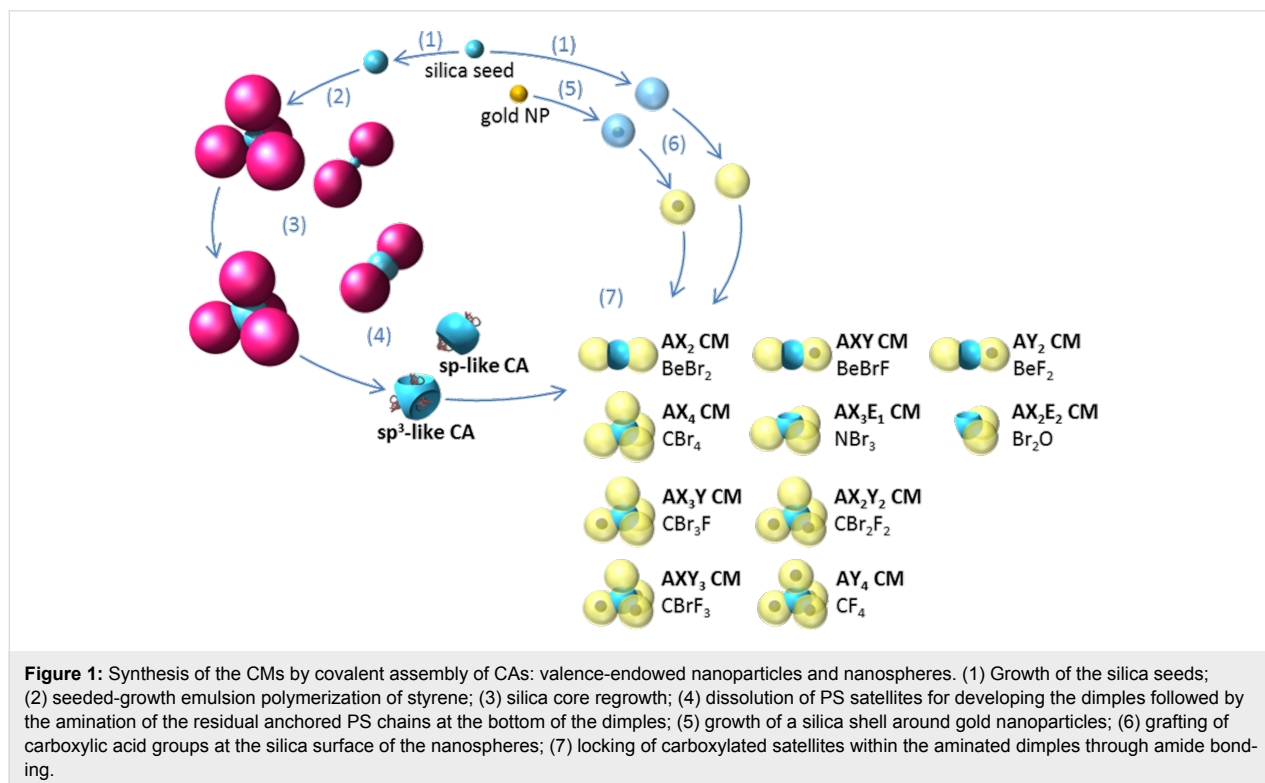 (1)
(1)
silica seed
(2)
(5)
gold NP
(6)
(3)
(7)
(4)
sp-like CA
sp³-like CA
AX₂ CM
BeBr₂
AXY CM
BeBrF
AY₂ CM
BeF₂
AX₄ CM
CBr₄
AX₃E₁ CM
NBr₃
AX₂E₂ CM
Br₂O
AX₃Y CM
CBr₃F
AX₂Y₂ CM
CBr₂F₂
AXY₃ CM
CBrF₃
AY₄ CM
CF₄
Figure 1: Synthesis of the CMs by covalent assembly of CAs: valence-endowed nanoparticles and nanospheres. (1) Growth of the silica seeds;
(2) seeded-growth emulsion polymerization of styrene; (3) silica core regrowth; (4) dissolution of PS satellites for developing the dimples followed by
the amination of the residual anchored PS chains at the bottom of the dimples; (5) growth of a silica shell around gold nanoparticles; (6) grafting of
carboxylic acid groups at the silica surface of the nanospheres; (7) locking of carboxylated satellites within the aminated dimples through amide bond-
ing.